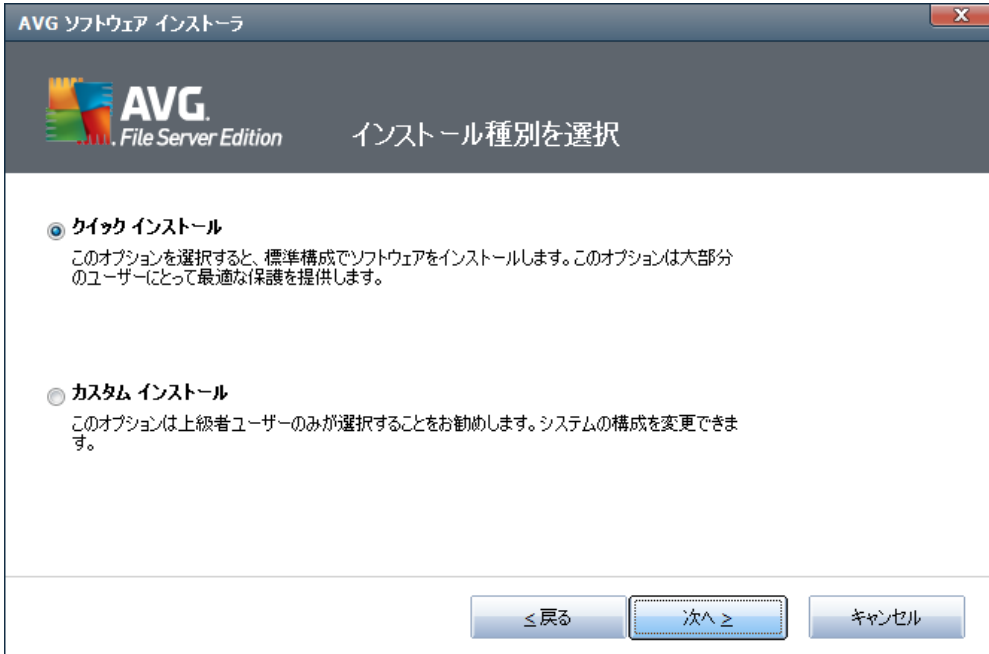 AVG ソフトウェア インストーラ
X
AVG.
File Server Edition
インストール種別を選択
クイック インストール
このオプションを選択すると、標準構成でソフトウェアをインストールします。このオプションは大部分
のユーザーにとって最適な保護を提供します。
カスタム インストール
このオプションは上級者ユーザーのみが選択することをお勧めします。システムの構成を変更できま
す。
≤ 戻る
次へ ≥
キャンセル